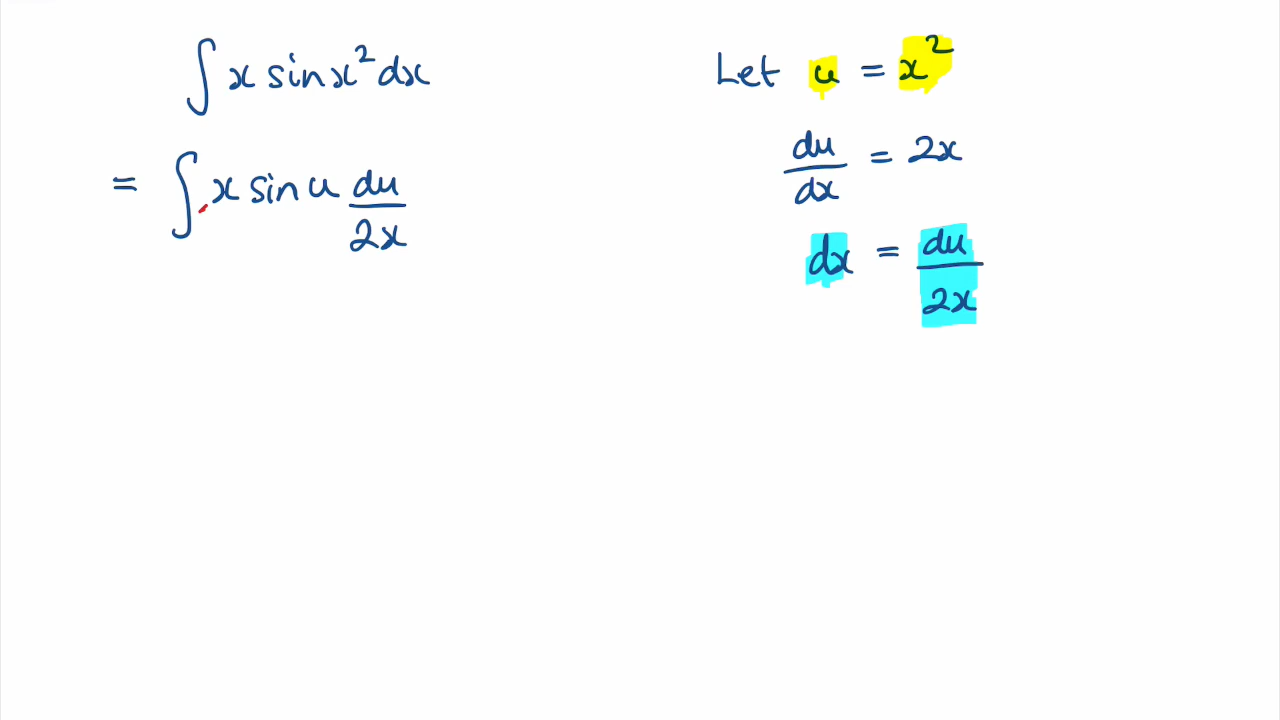 ∫ x sin x² dx
= ∫ x sin u du/2x
Let u = x²
du/dx = 2x
dx = du/2x